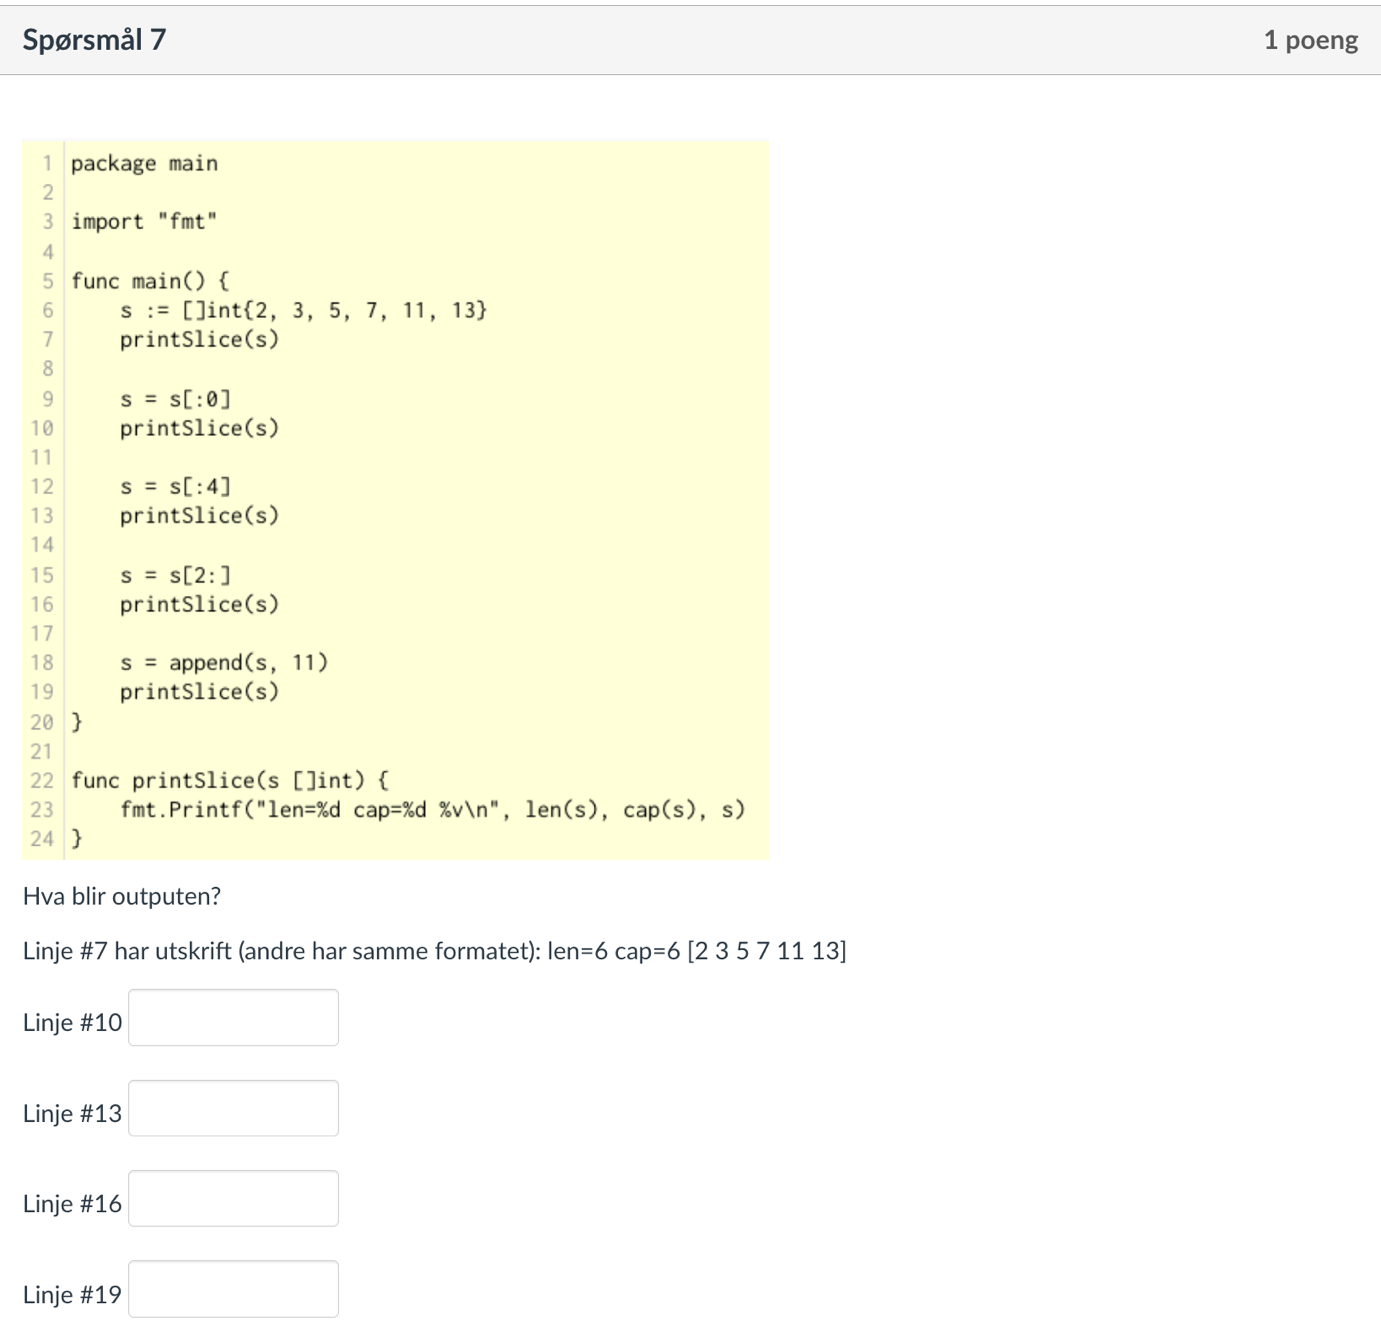 Spørsmål 7
1 poeng
1 package main
2
3 import "fmt"
4
5 func main() {
6     s := []int{2, 3, 5, 7, 11, 13}
7     printSlice(s)
8
9     s = s[:0]
10     printSlice(s)
11
12     s = s[:4]
13     printSlice(s)
14
15     s = s[2:]
16     printSlice(s)
17
18     s = append(s, 11)
19     printSlice(s)
20 }
21
22 func printSlice(s []int) {
23     fmt.Printf("len=%d cap=%d %v\n", len(s), cap(s), s)
24 }
Hva blir outputen?
Linje #7 har utskrift (andre har samme formatet): len=6 cap=6 [2 3 5 7 11 13]
Linje #10
Linje #13
Linje #16
Linje #19